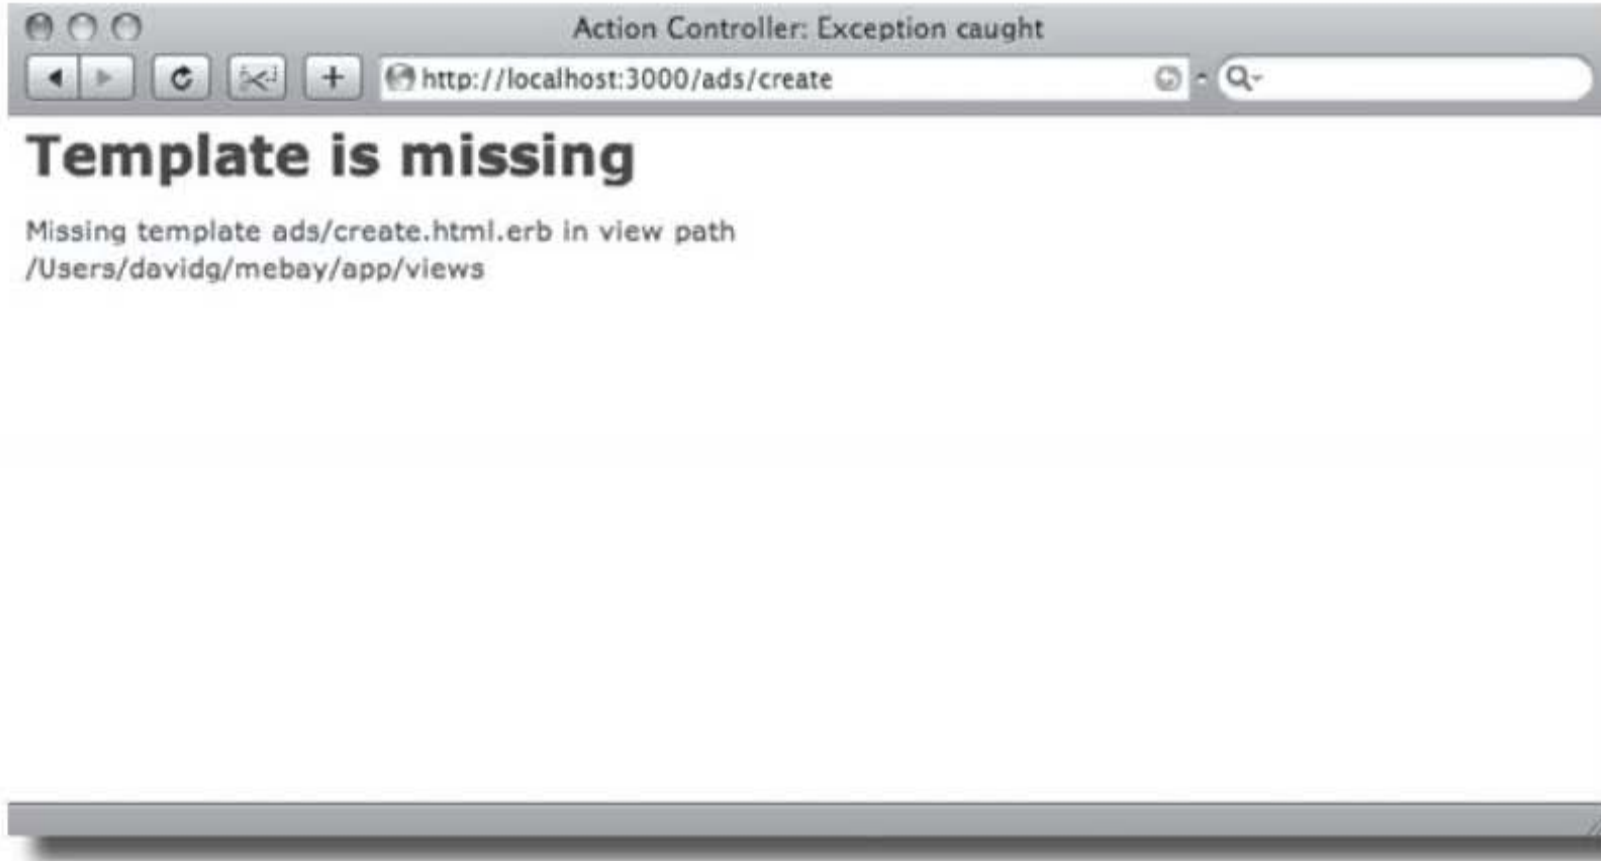 Action Controller: Exception caught
http://localhost:3000/ads/create
Template is missing
Missing template ads/create.html.erb in view path
/Users/davidg/mebay/app/views